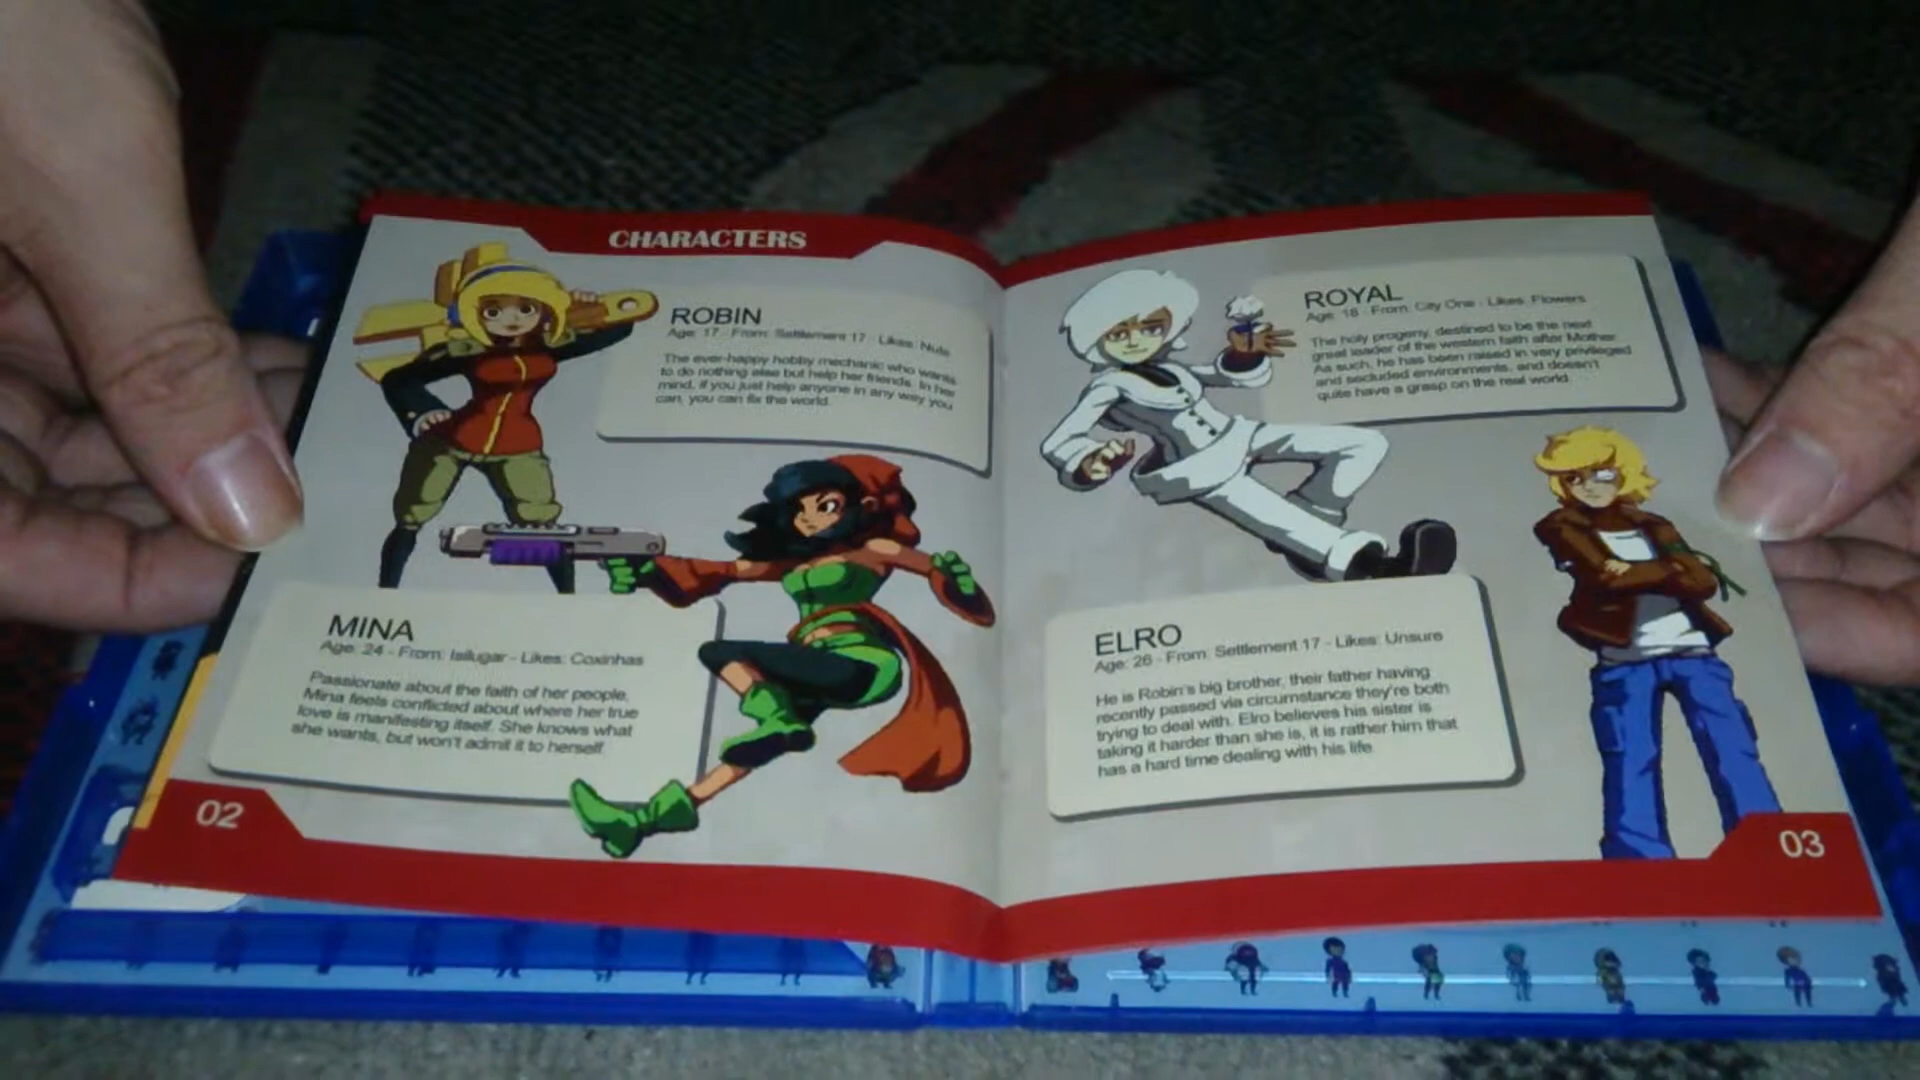 CHARACTERS
ROBIN
Age: 17 - From: Settlement 17 - Likes: Nuts
The ever-happy hobby mechanic who wants
to do nothing else but help her friends. In her
mind, if you just help anyone in any way you
can, you can fix the world.
MINA
Age: 24 - From: Isilugar - Likes: Coxinhas
Passionate about the faith of her people,
Mina feels conflicted about where her true
love is manifesting itself. She knows what
she wants, but won't admit it to herself.
02
ROYAL
Age: 18 - From: City One - Likes: Flowers
The holy progeny, destined to be the next
great leader of the western faith after Mother.
As such, he has been raised in very privileged
and secluded environments, and doesn't
quite have a grasp on the real world.
ELRO
Age: 26 - From: Settlement 17 - Likes: Unsure
He is Robin's big brother, their father having
recently passed via circumstance they're both
trying to deal with. Elro believes his sister is
taking it harder than she is, it is rather him that
has a hard time dealing with his life.
03